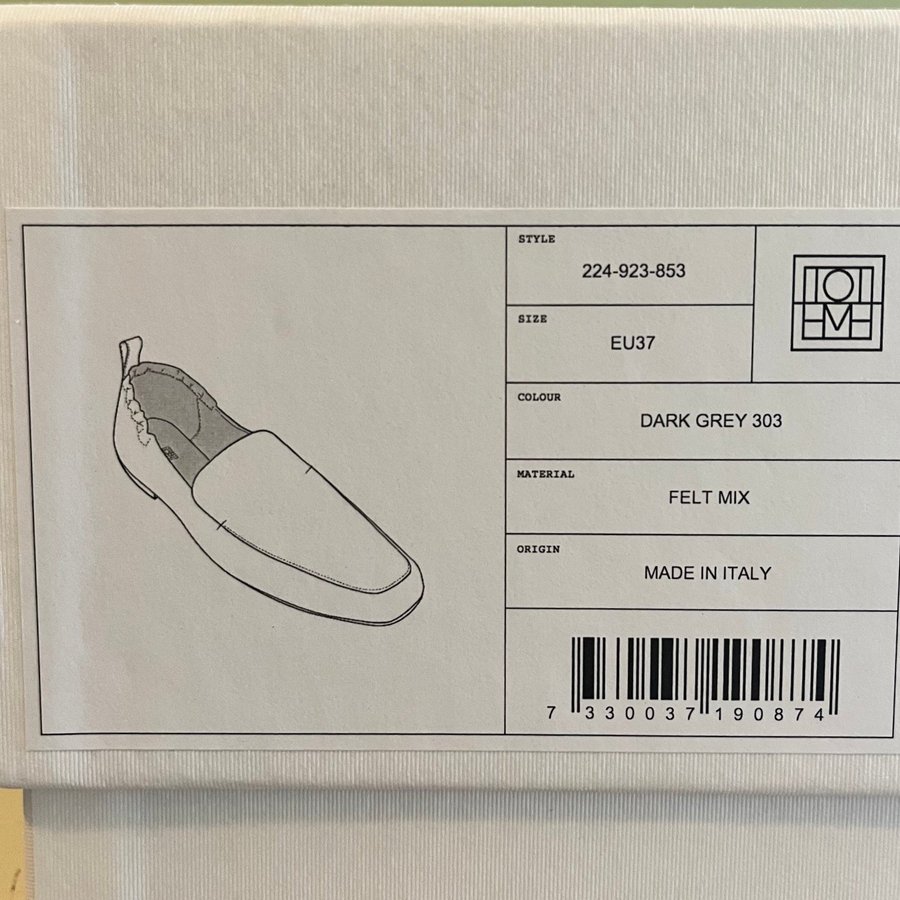 STYLE
224-923-853
SIZE
EU37
COLOUR
DARK GREY 303
MATERIAL
FELT MIX
ORIGIN
MADE IN ITALY
7 330037 190874